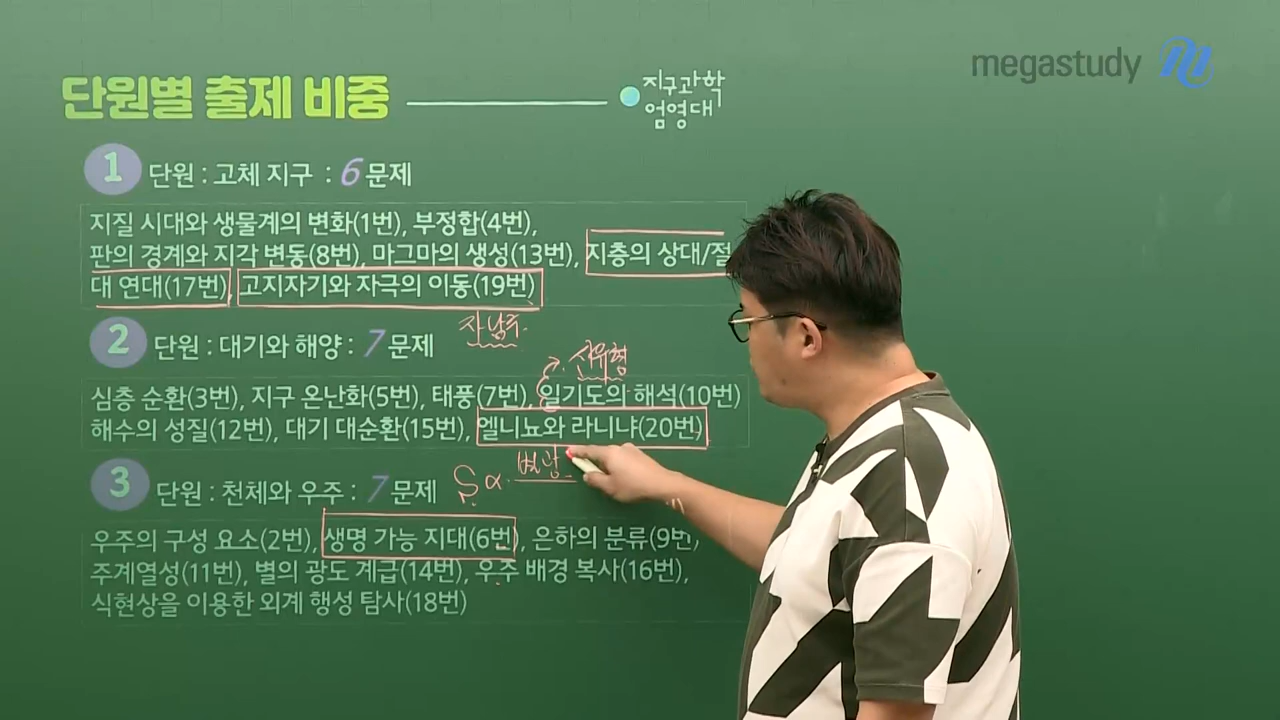 megastudy
단원별 출제 비중
지구과학
엄영대
1 단원 : 고체 지구 : 6 문제
지질 시대와 생물계의 변화(1번), 부정합(4번),
판의 경계와 지각 변동(8번), 마그마의 생성(13번), 지층의 상대/절
대 연대(17번), 고지자기와 자극의 이동(19번)
2 단원 : 대기와 해양 : 7 문제
심층 순환(3번), 지구 온난화(5번), 태풍(7번), 일기도의 해석(10번)
해수의 성질(12번), 대기 대순환(15번), 엘니뇨와 라니냐(20번)
3 단원 : 천체와 우주 : 7 문제
우주의 구성 요소(2번), 생명 가능 지대(6번), 은하의 분류(9번),
주계열성(11번), 별의 광도 계급(14번), 우주 배경 복사(16번),
식현상을 이용한 외계 행성 탐사(18번)